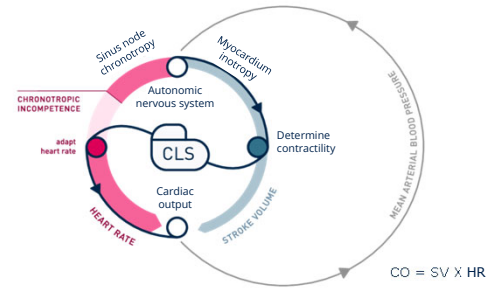 Sinus node
chronotropy
Myocardium
inotropy
Autonomic
nervous system
CHRONOTROPIC
INCOMPETENCE
adapt
heart rate
CLS
Determine
contractility
Cardiac
output
HEART RATE
STROKE VOLUME
MEAN ARTERIAL BLOOD PRESSURE
CO = SV X HR